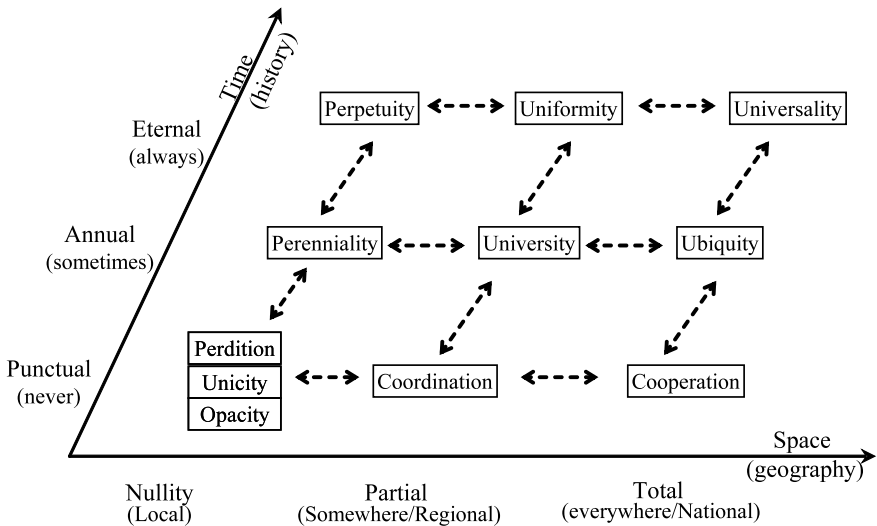 Time
(history)
Perpetuity
Uniformity
Universality
Eternal
(always)
Annual
(sometimes)
Perenniality
University
Ubiquity
Perdition
Punctual
(never)
Unicity
Coordination
Cooperation
Opacity
Space
(geography)
Nullity
(Local)
Partial
(Somewhere/Regional)
Total
(everywhere/National)